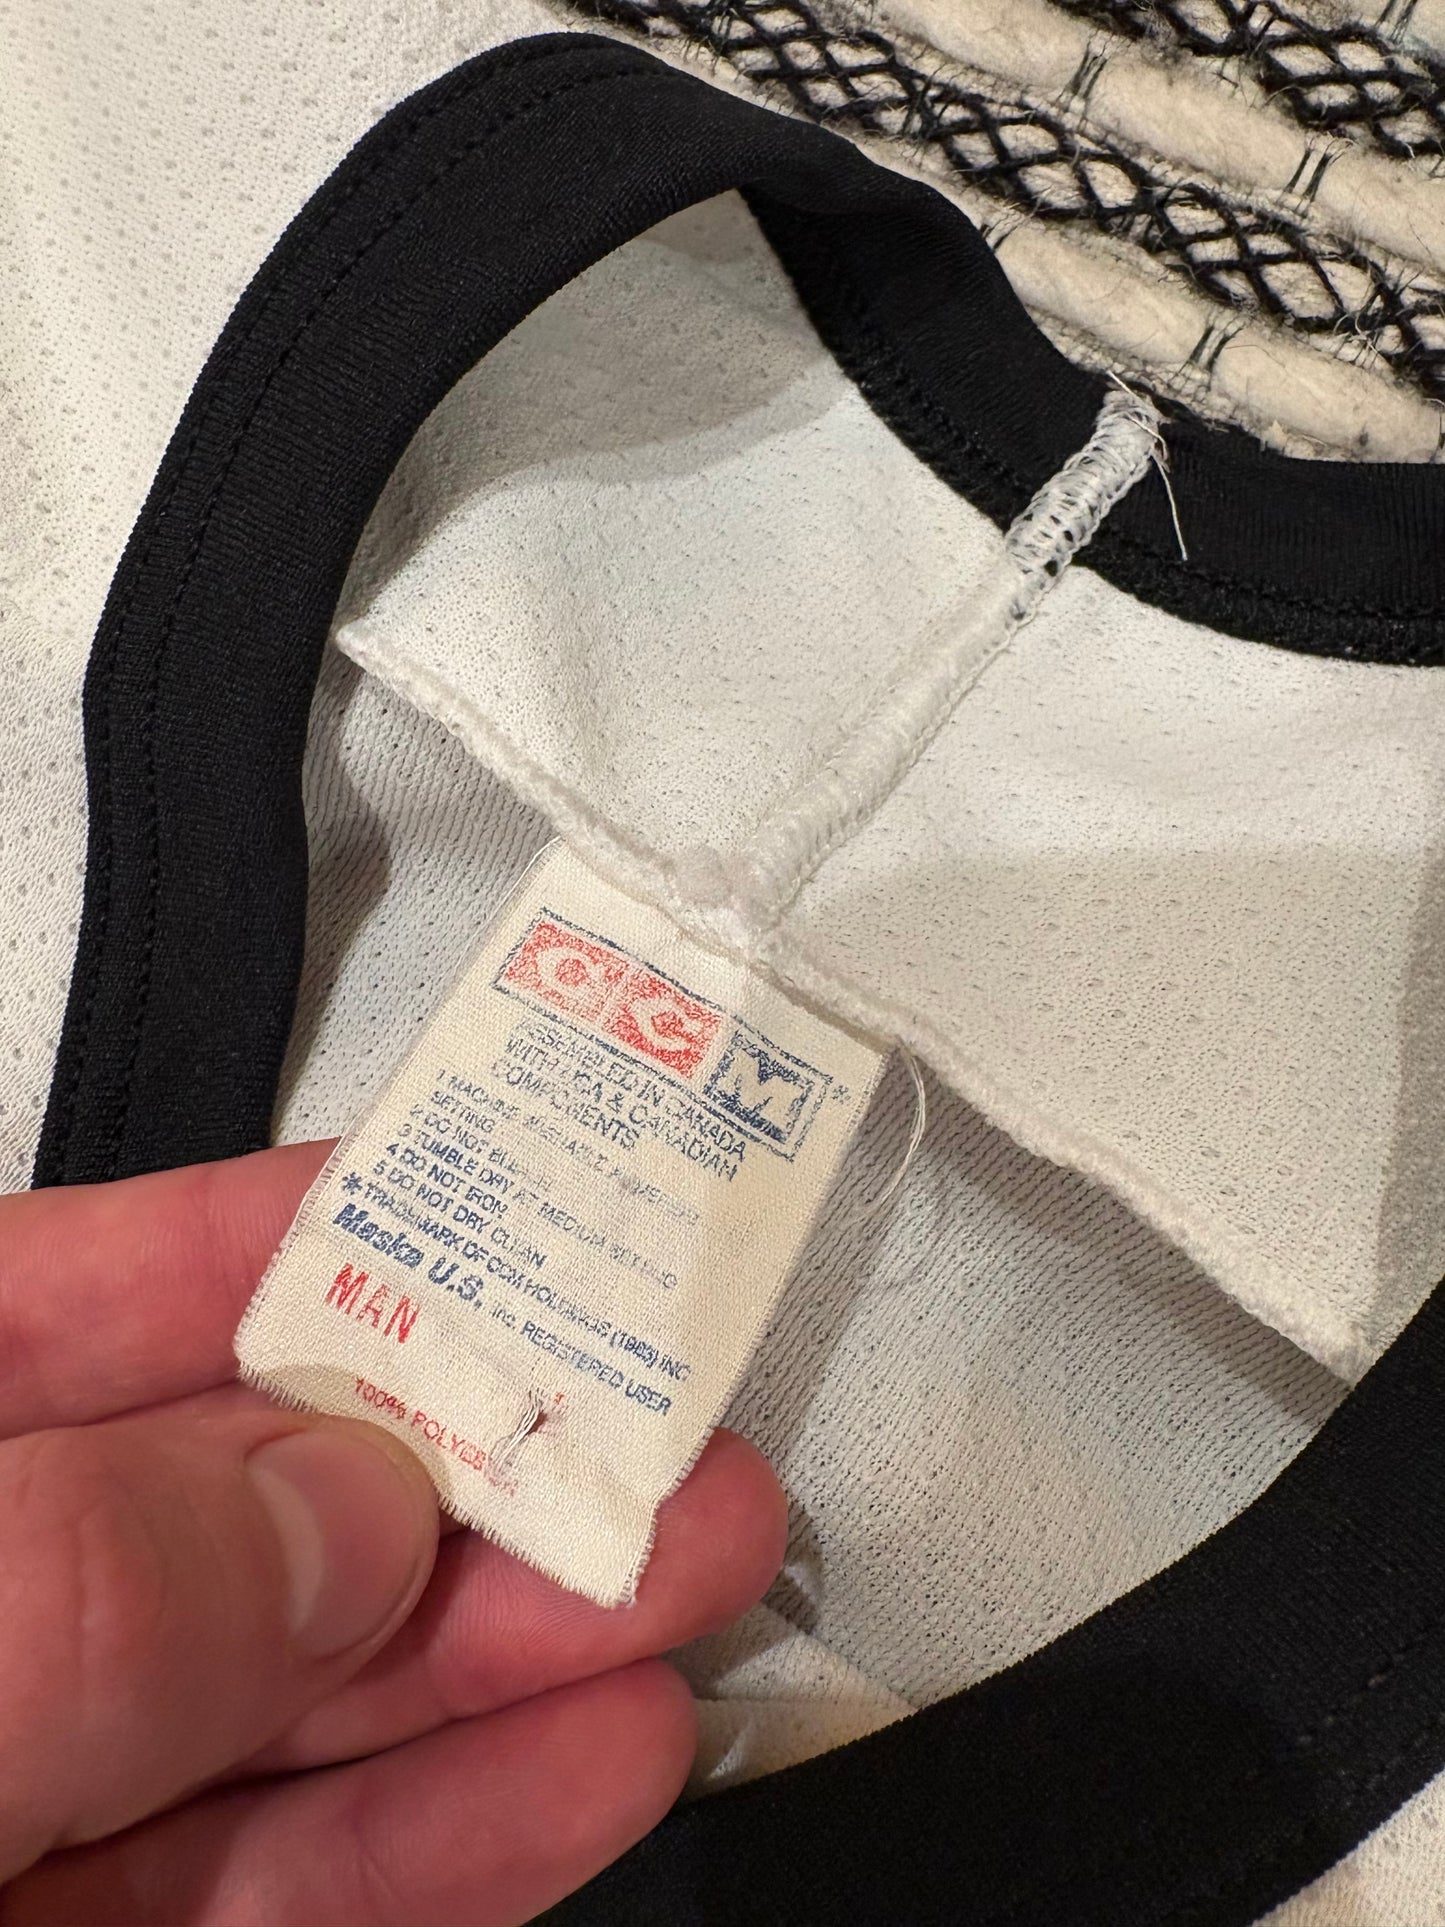 CCM*
ASSEMBLED IN CANADA
WITH USA & CANADIAN
COMPONENTS
1 MACHINE WASHABLE
SETTING
2 DO NOT BLEACH
3 TUMBLE DRY AT MEDIUM SETTING
4 DO NOT IRON
5 DO NOT DRY CLEAN
* TRADEMARK OF CCM HOLDINGS (1983) INC
Maska U.S. Inc. REGISTERED USER
MAN
100% POLYESTER